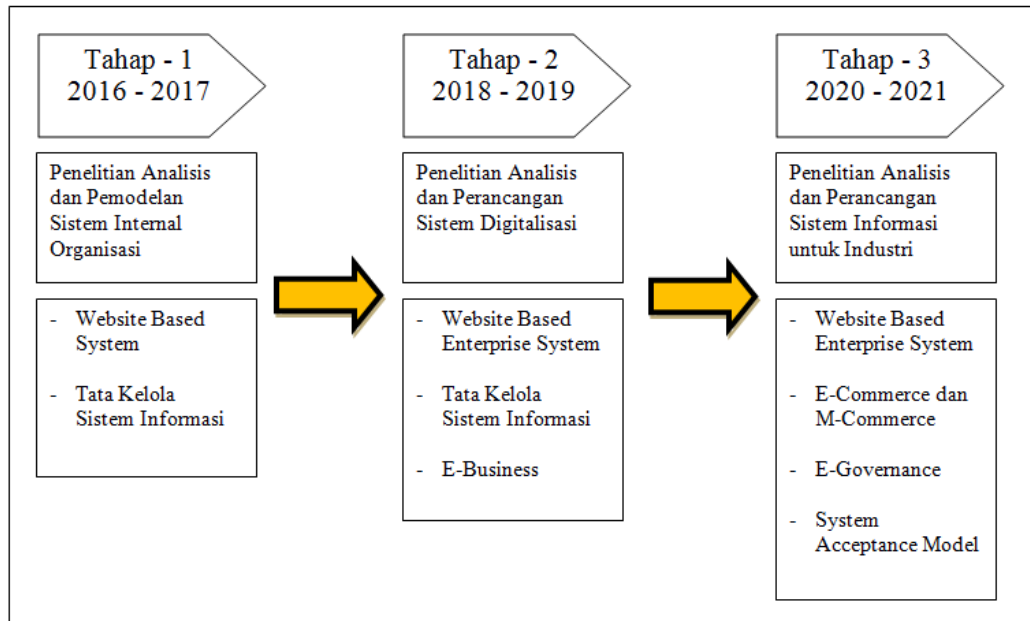 Tahap - 1
2016 - 2017
Penelitian Analisis
dan Pemodelan
Sistem Internal
Organisasi
- Website Based
System
- Tata Kelola
Sistem Informasi
Tahap - 2
2018 - 2019
Penelitian Analisis
dan Perancangan
Sistem Digitalisasi
- Website Based
Enterprise System
- Tata Kelola
Sistem Informasi
- E-Business
Tahap - 3
2020 - 2021
Penelitian Analisis
dan Perancangan
Sistem Informasi
untuk Industri
- Website Based
Enterprise System
- E-Commerce dan
M-Commerce
- E-Governance
- System
Acceptance Model